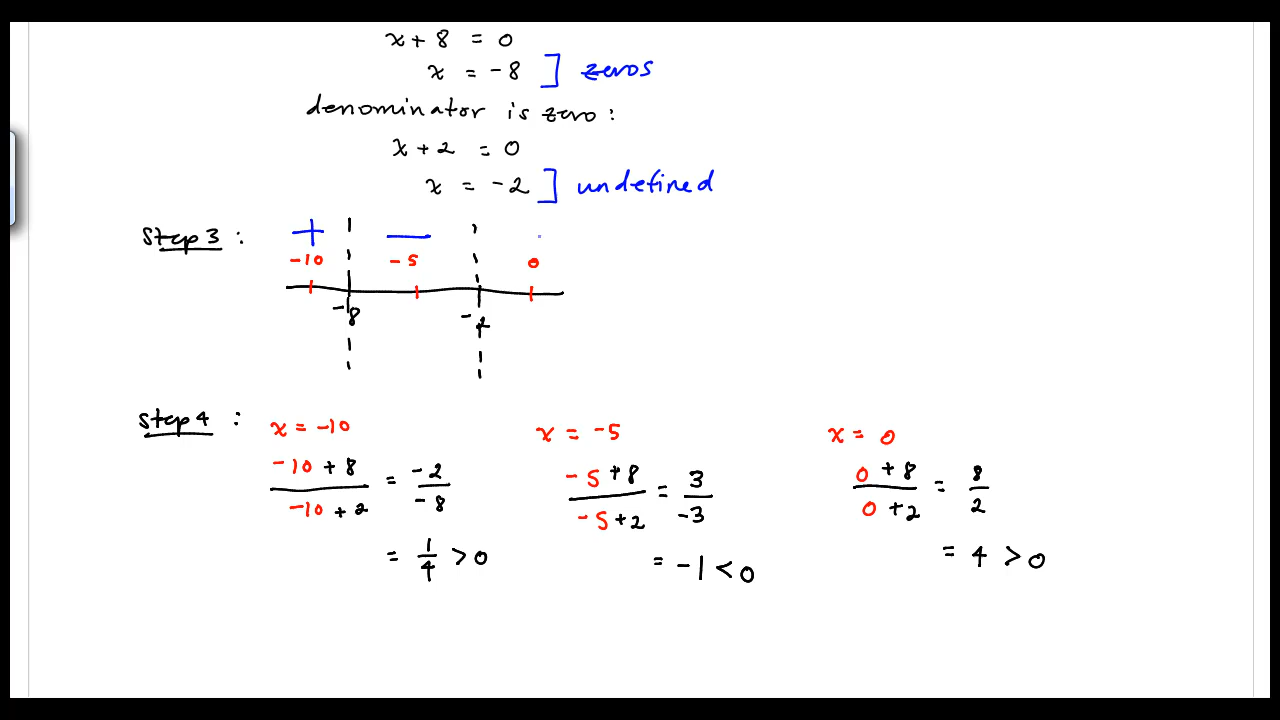 x + 8 = 0
x = -8 ] zeros
denominator is zero:
x + 2 = 0
x = -2 ] undefined
Step 3 : + —
-10 -5 0
-8 -2
Step 4 :
x = -10 x = -5 x = 0
-10 + 8 / -10 + 2 = -2 / -8 -5 + 8 / -5 + 2 = 3 / -3 0 + 8 / 0 + 2 = 8 / 2
= 1/4 > 0 = -1 < 0 = 4 > 0